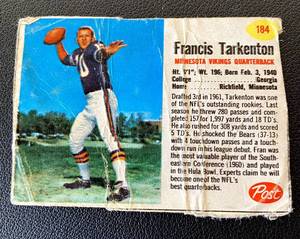 184
Francis Tarkenton
MINNESOTA VIKINGS QUARTERBACK
Ht. 6'1"; Wt. 196; Born Feb. 3, 1940
College Georgia
Home Richfield, Minnesota
Drafted 3rd in 1961, Tarkenton was one
of the NFL's outstanding rookies. Last
season he threw 280 passes and com-
pleted 157 for 1,997 yards and 18 TD's.
He also rushed for 308 yards and scored
5 TD's. He shocked the Bears (37-13)
with 4 touchdown passes and a touch-
down run in league debut. Fran was
the most valuable player of the South-
eastern Conference (1960) and played
in the Hula Bowl. Experts claim he will
become one of the NFL's
best quarterbacks.
Post